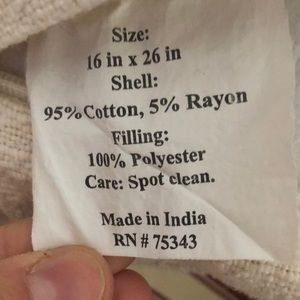 Size:
16 in x 26 in
Shell:
95% Cotton, 5% Rayon
Filling:
100% Polyester
Care: Spot clean.
Made in India
RN # 75343